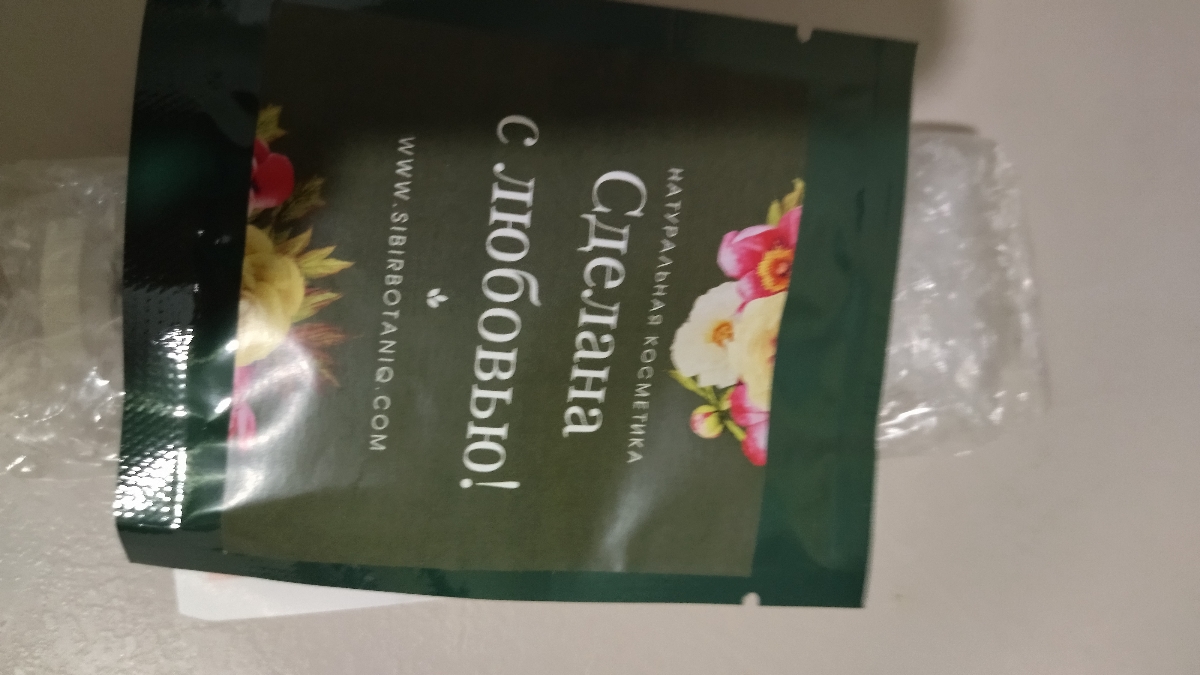 НАТУРАЛЬНАЯ КОСМЕТИКА
Сделана
с любовью!
WWW.SIBIRBOTANIQ.COM